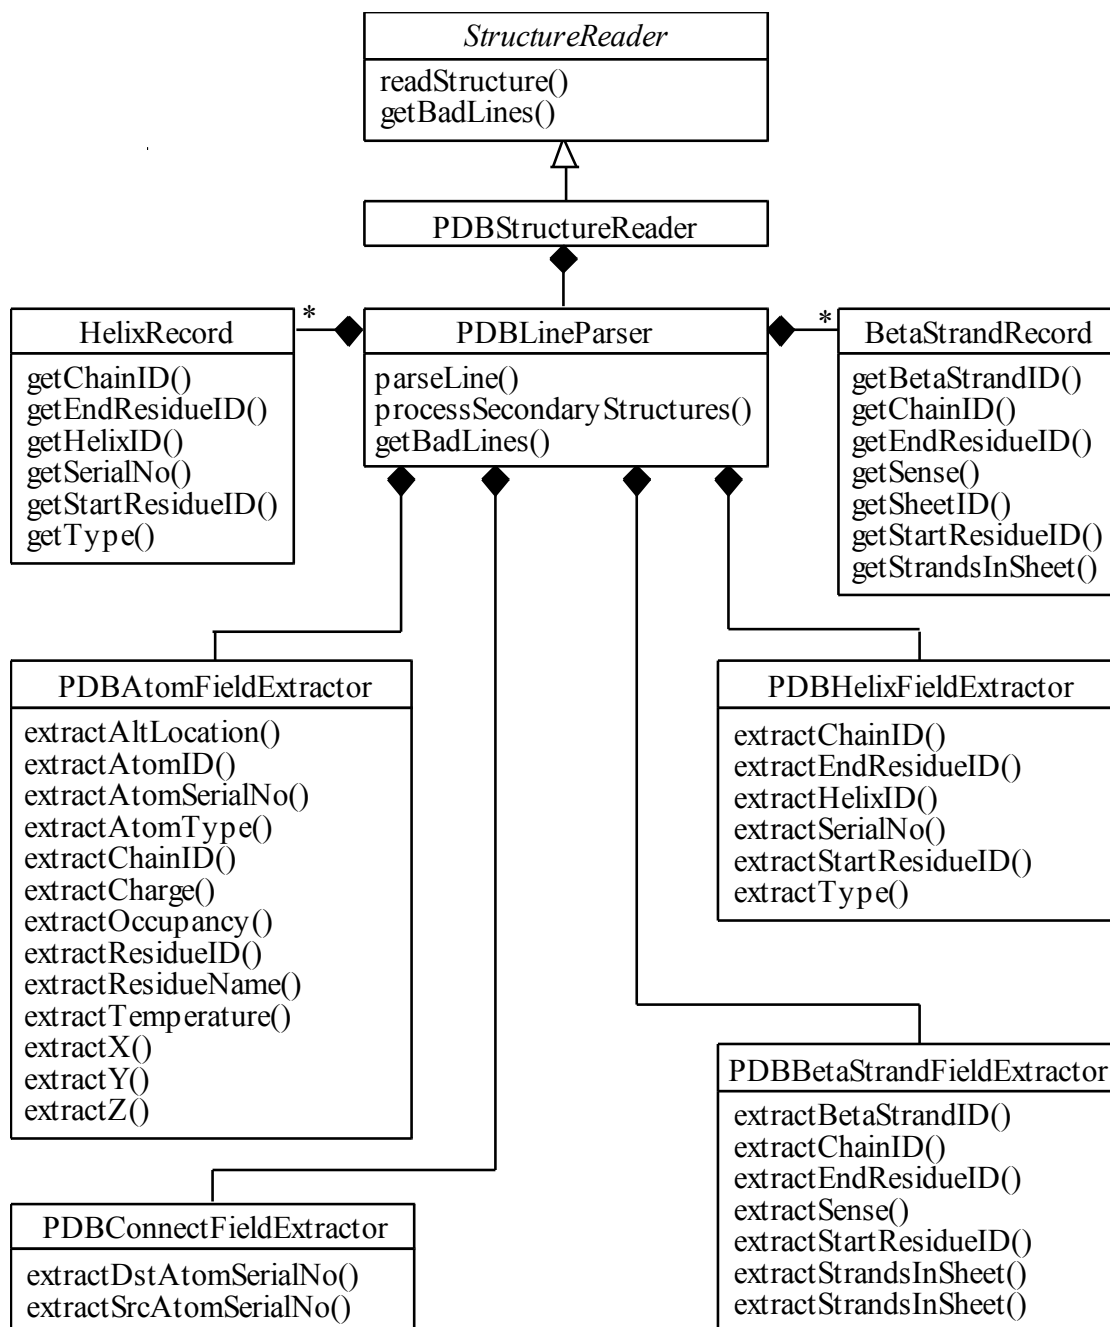 StructureReader
readStructure()
getBadLines()
PDBStructureReader
HelixRecord
getChainID()
getEndResidueID()
getHelixID()
getSerialNo()
getStartResidueID()
getType()
*
PDBLineParser
parseLine()
processSecondaryStructures()
getBadLines()
*
BetaStrandRecord
getBetaStrandID()
getChainID()
getEndResidueID()
getSense()
getSheetID()
getStartResidueID()
getStrandsInSheet()
PDBAtomFieldExtractor
extractAltLocation()
extractAtomID()
extractAtomSerialNo()
extractAtomType()
extractChainID()
extractCharge()
extractOccupancy()
extractResidueID()
extractResidueName()
extractTemperature()
extractX()
extractY()
extractZ()
PDBHelixFieldExtractor
extractChainID()
extractEndResidueID()
extractHelixID()
extractSerialNo()
extractStartResidueID()
extractType()
PDBConnectFieldExtractor
extractDstAtomSerialNo()
extractSrcAtomSerialNo()
PDBBetaStrandFieldExtractor
extractBetaStrandID()
extractChainID()
extractEndResidueID()
extractSense()
extractStartResidueID()
extractStrandsInSheet()
extractStrandsInSheet()